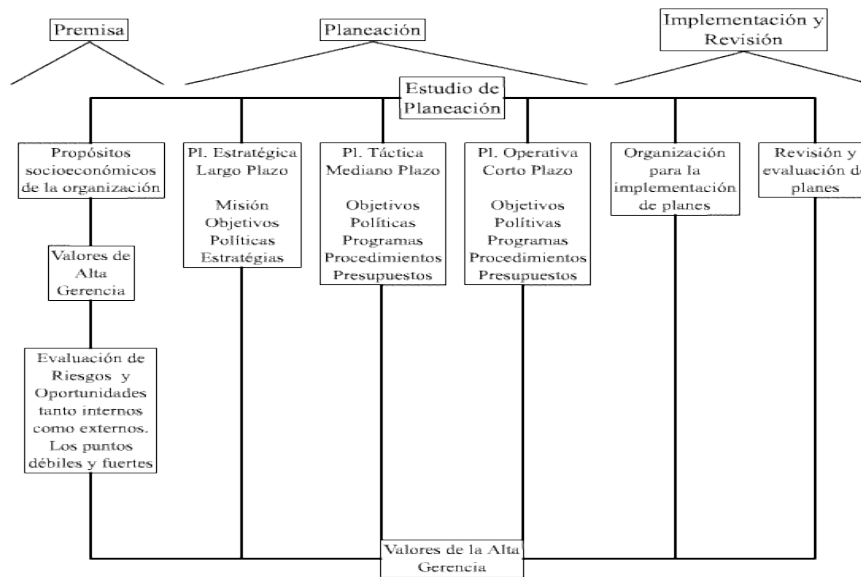 Premisa
Planeación
Implementación y
Revisión
Estudio de
Planeación
Propósitos
socioeconómicos
de la organización
Valores de
Alta
Gerencia
Evaluación de
Riesgos y
Oportunidades
tanto internos
como externos.
Los puntos
débiles y fuertes
Pl. Estratégica
Largo Plazo
Misión
Objetivos
Políticas
Estratégias
Pl. Táctica
Mediano Plazo
Objetivos
Políticas
Programas
Procedimientos
Presupuestos
Pl. Operativa
Corto Plazo
Objetivos
Polítivas
Programas
Procedimientos
Presupuestos
Organización
para la
implementación
de planes
Revisión y
evaluación de
planes
Valores de la Alta
Gerencia